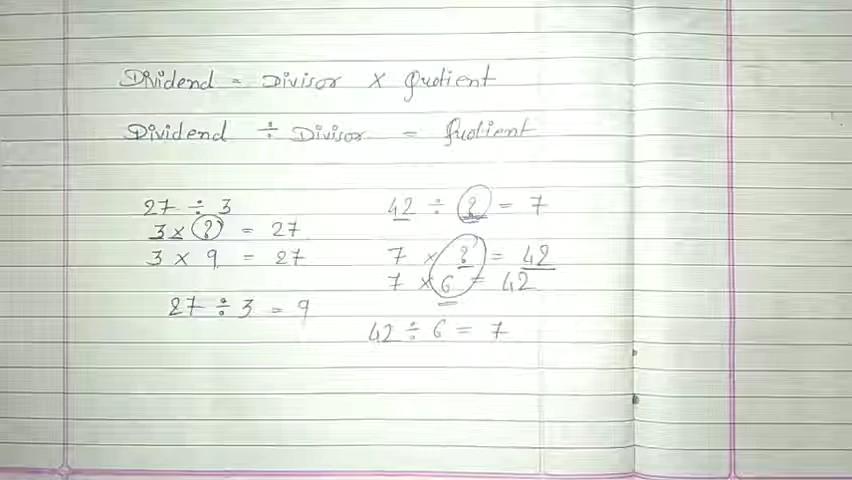 Dividend = Divisor × Quotient
Dividend ÷ Divisor = Quotient
27 ÷ 3
3 × ? = 27
3 × 9 = 27
27 ÷ 3 = 9
42 ÷ ? = 7
7 × ? = 42
7 × 6 = 42
42 ÷ 6 = 7